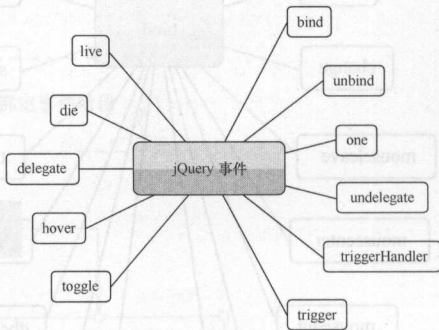 bind
live
unbind
die
one
jQuery 事件
delegate
undelegate
hover
triggerHandler
toggle
trigger